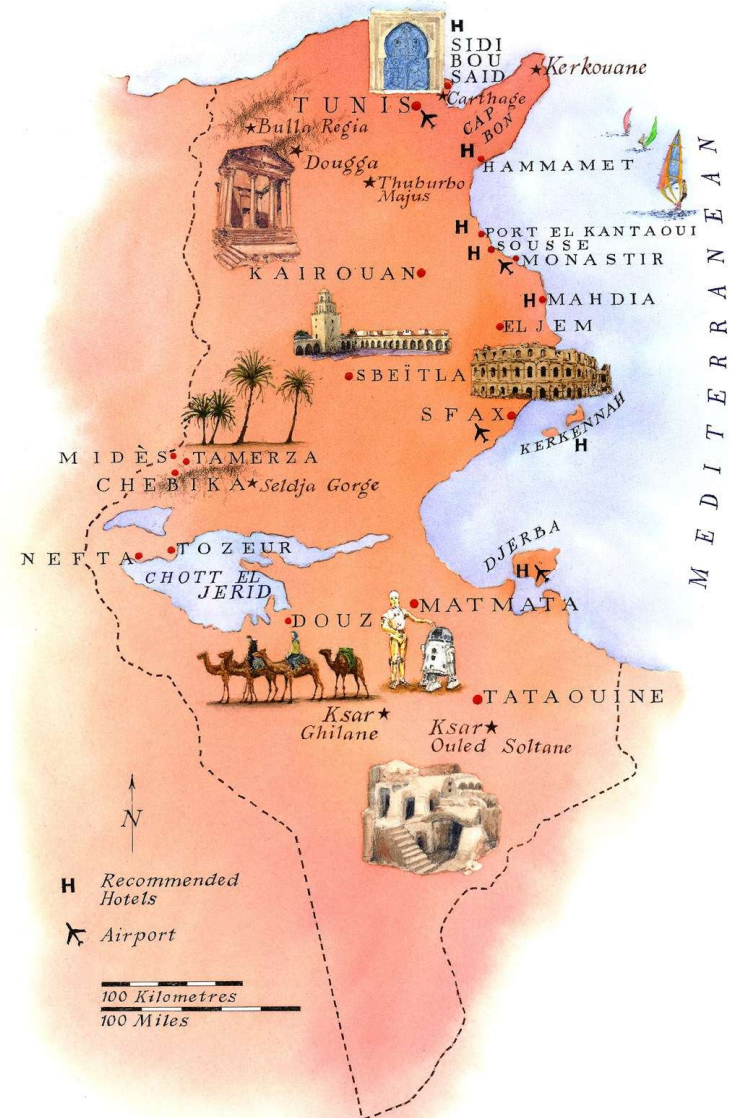 H
SIDI
BOU
SAID
Kerkouane
TUNIS
Carthage
CAP
BON
Bulla Regia
H
Dougga
HAMMAMET
Thuburbo
Majus
H
PORT EL KANTAOUI
H
SOUSSE
MONASTIR
KAIROUAN
H
MAHDIA
EL JEM
MEDITERRANEAN
SBEÏTLA
SFAX
KERKENNAH
H
MIDÈS
TAMERZA
CHEBIKA
Seldja Gorge
NEFTA
TOZEUR
CHOTT EL
JERID
DJERBA
H
MATMATA
DOUZ
TATAOUINE
Ksar
Ghilane
Ksar
Ouled Soltane
N
H Recommended
Hotels
Airport
100 Kilometres
100 Miles